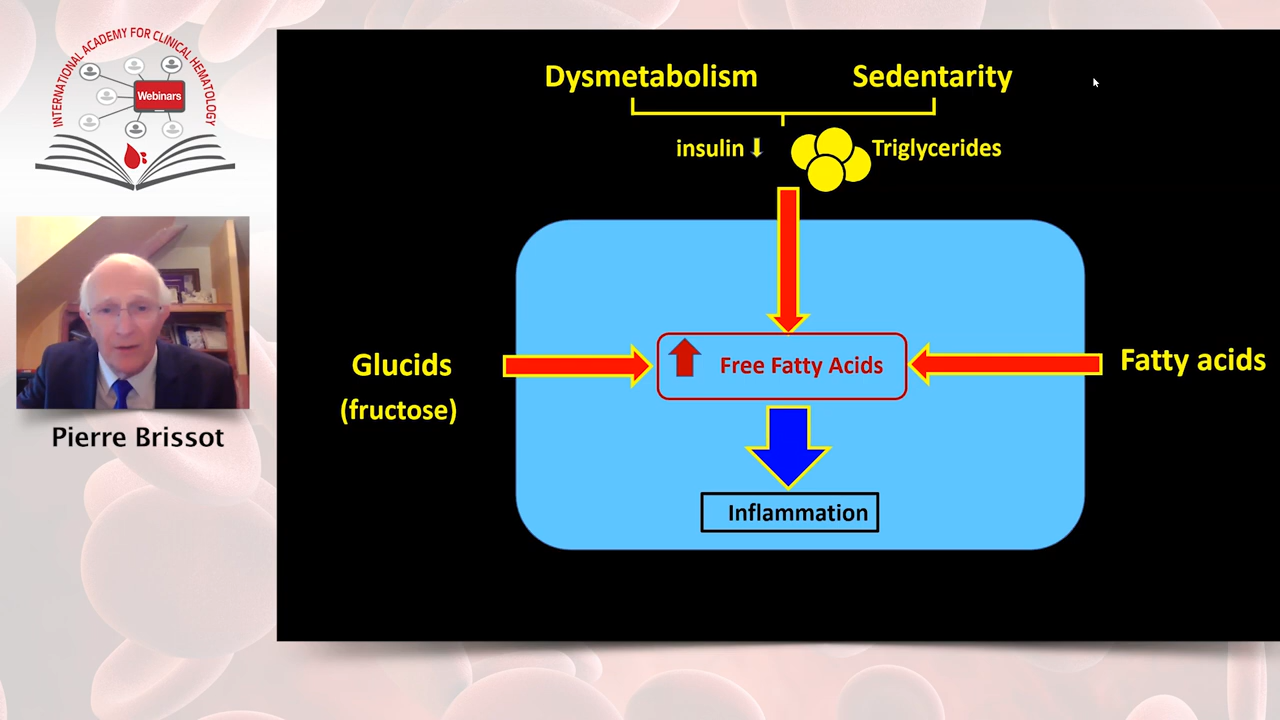 INTERNATIONAL ACADEMY FOR CLINICAL HEMATOLOGY
Webinars
Pierre Brissot
Dysmetabolism
Sedentarity
insulin ⬇
Triglycerides
Glucids
(fructose)
Free Fatty Acids
Fatty acids
Inflammation